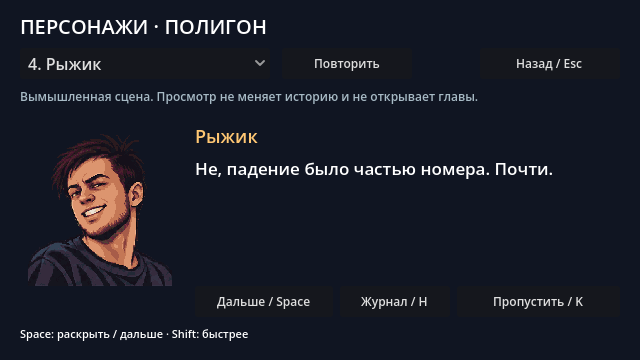 ПЕРСОНАЖИ · ПОЛИГОН
4. Рыжик
Повторить
Назад / Esc
Вымышленная сцена. Просмотр не меняет историю и не открывает главы.
Рыжик
Не, падение было частью номера. Почти.
Дальше / Space
Журнал / H
Пропустить / K
Space: раскрыть / дальше · Shift: быстрее